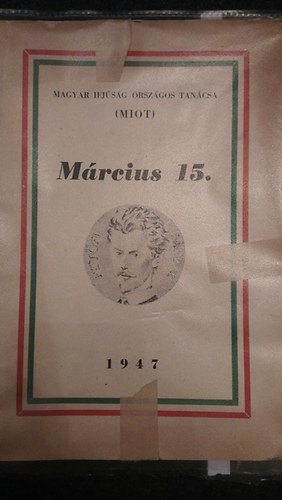 MAGYAR IFJÚSÁG ORSZÁGOS TANÁCSA
(MIOT)
Március 15.
1947